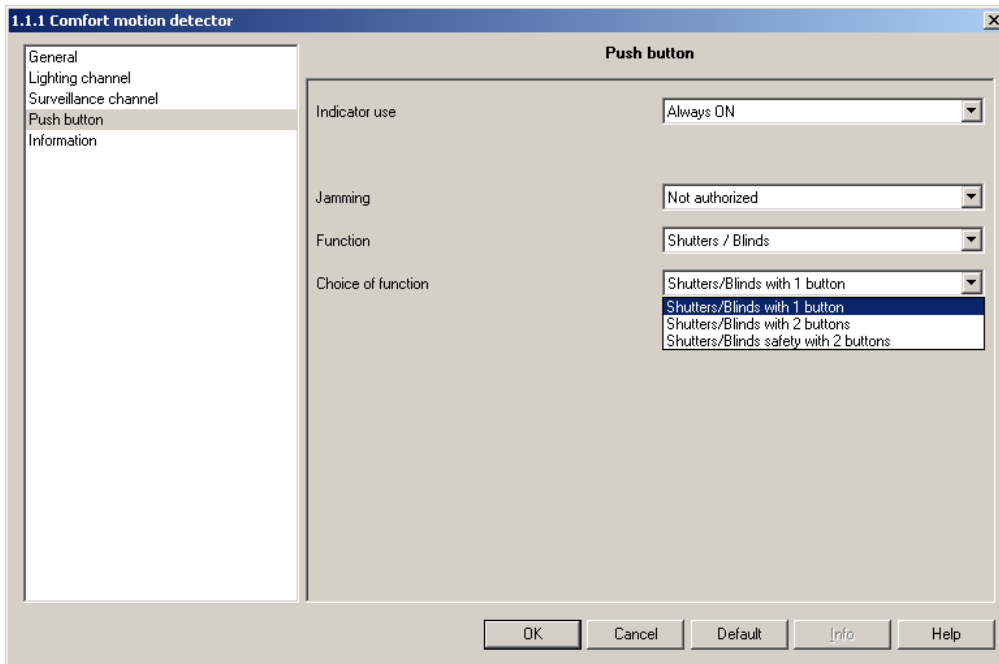 1.1.1 Comfort motion detector
General
Lighting channel
Surveillance channel
Push button
Information
Push button
Indicator use Always ON
Jamming Not authorized
Function Shutters / Blinds
Choice of function Shutters/Blinds with 1 button
Shutters/Blinds with 1 button
Shutters/Blinds with 2 buttons
Shutters/Blinds safety with 2 buttons
OK Cancel Default Info Help